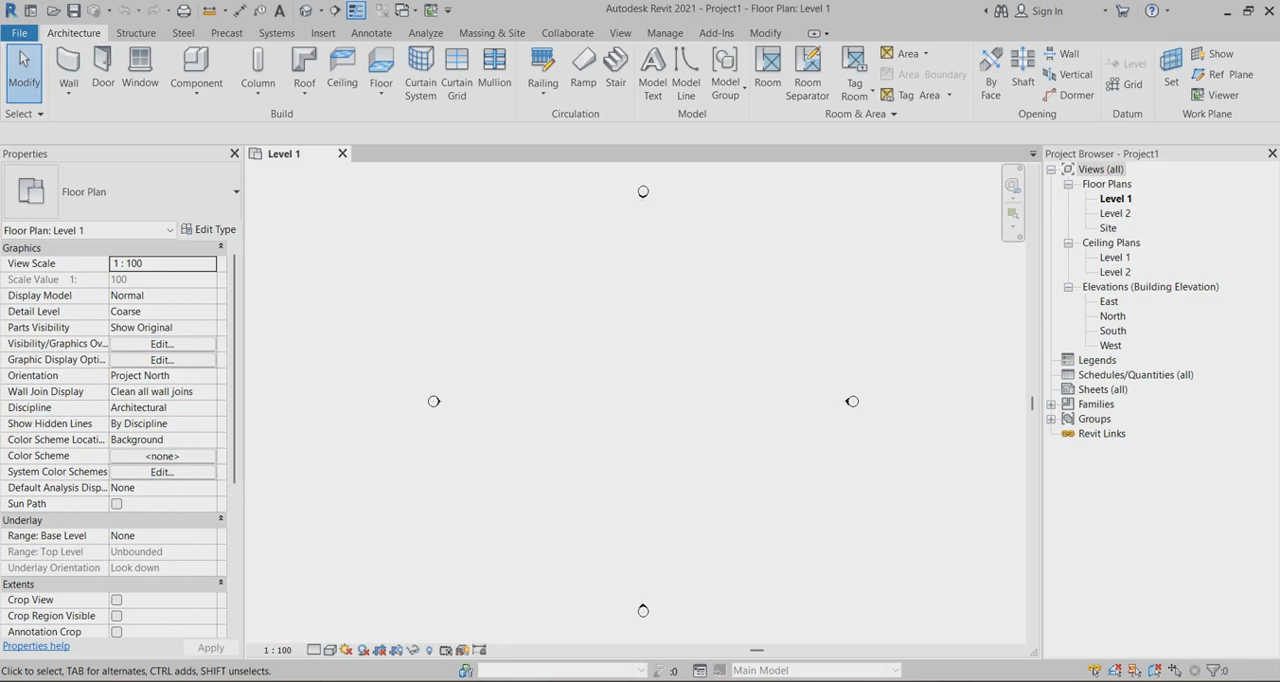 Autodesk Revit 2021 - Project1 - Floor Plan: Level 1
Sign In
File Architecture Structure Steel Precast Systems Insert Annotate Analyze Massing & Site Collaborate View Manage Add-Ins Modify
Modify Wall Door Window Component Column Roof Ceiling Floor Curtain System Curtain Grid Mullion Railing Ramp Stair Model Text Model Line Model Group Room Room Separator Tag Room
Area
Area Boundary
Tag Area
By Face Shaft
Wall
Vertical
Dormer
Level
Grid
Set
Show
Ref Plane
Viewer
Select Build Circulation Model Room & Area Opening Datum Work Plane
Properties
Floor Plan
Floor Plan: Level 1 Edit Type
Graphics
View Scale 1 : 100
Scale Value 1: 100
Display Model Normal
Detail Level Coarse
Parts Visibility Show Original
Visibility/Graphics Ov... Edit...
Graphic Display Opti... Edit...
Orientation Project North
Wall Join Display Clean all wall joins
Discipline Architectural
Show Hidden Lines By Discipline
Color Scheme Locati... Background
Color Scheme <none>
System Color Schemes Edit...
Default Analysis Disp... None
Sun Path
Underlay
Range: Base Level None
Range: Top Level Unbounded
Underlay Orientation Look down
Extents
Crop View
Crop Region Visible
Annotation Crop
Properties help Apply
Level 1
1 : 100
Project Browser - Project1
Views (all)
Floor Plans
Level 1
Level 2
Site
Ceiling Plans
Level 1
Level 2
Elevations (Building Elevation)
East
North
South
West
Legends
Schedules/Quantities (all)
Sheets (all)
Families
Groups
Revit Links
Click to select, TAB for alternates, CTRL adds, SHIFT unselects.
:0
Main Model
:0